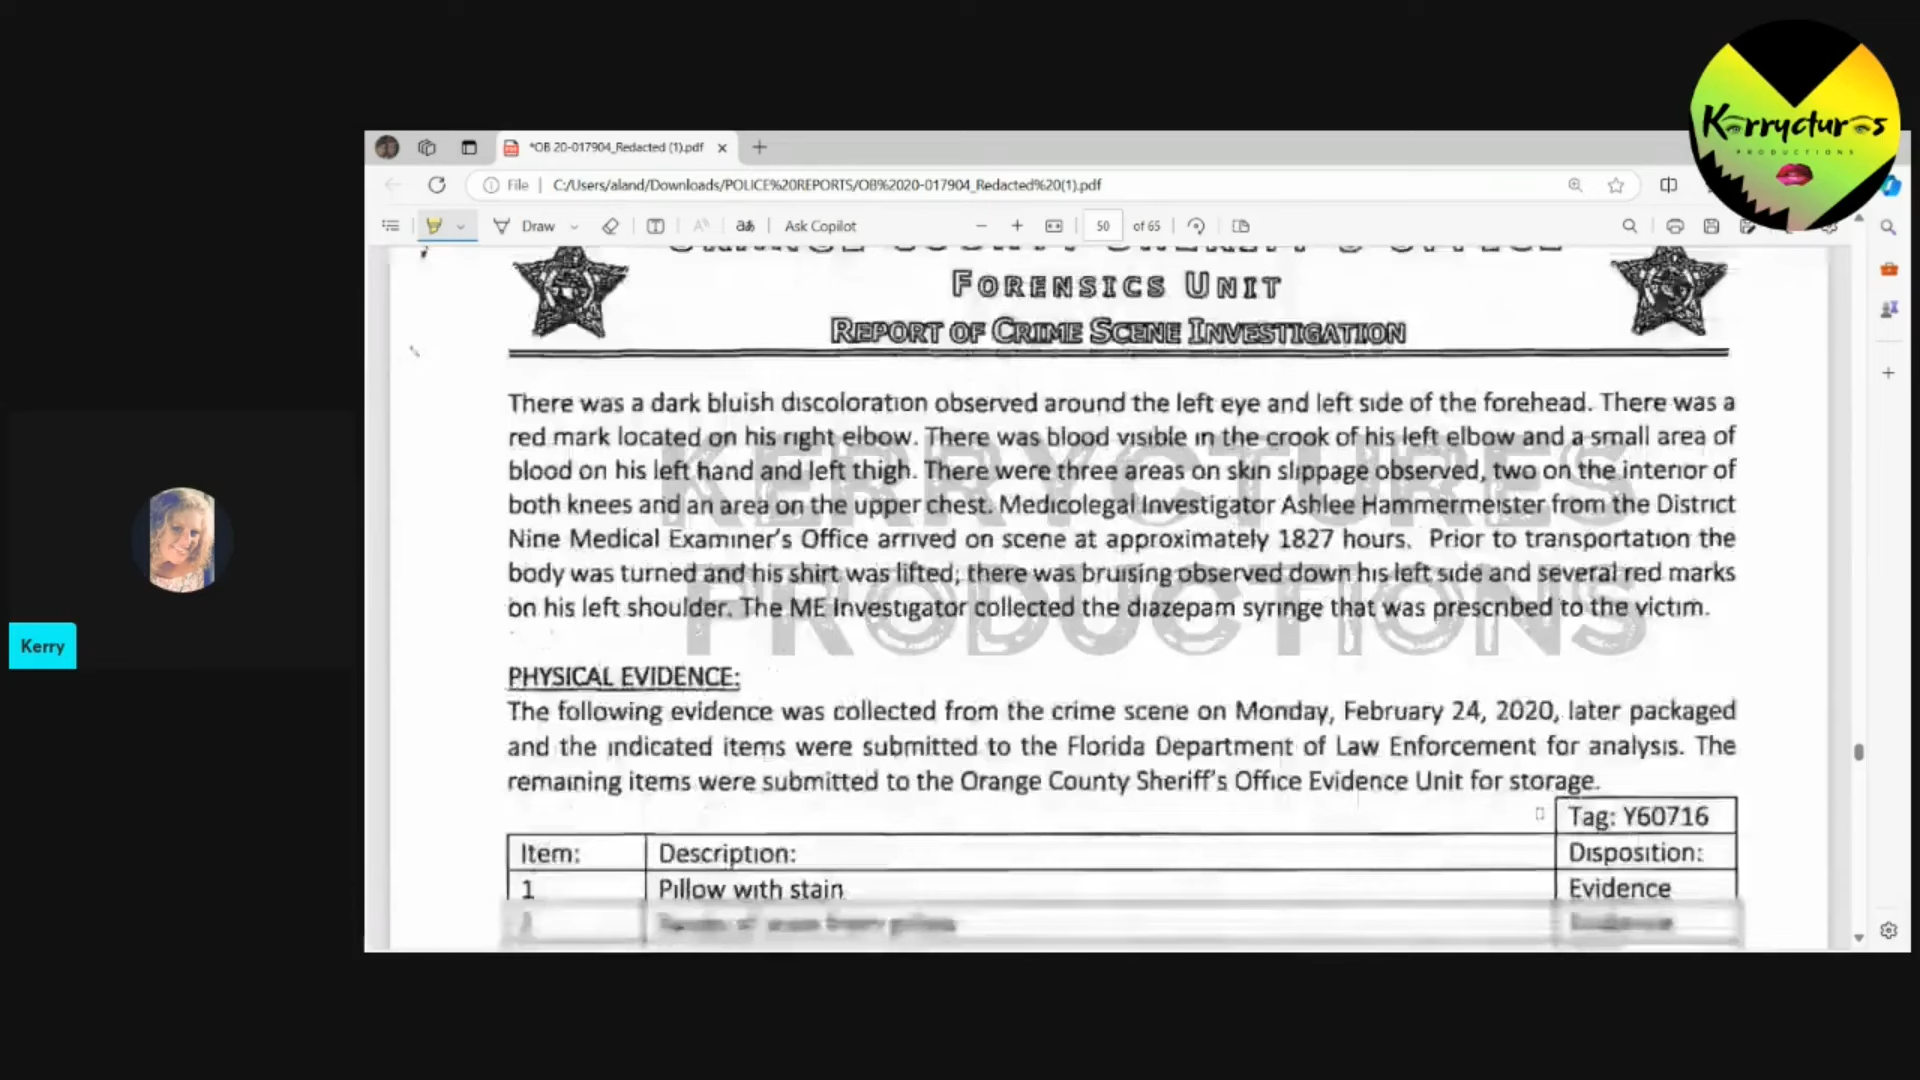 Kerryctures
PRODUCTIONS
*OB 20-017904_Redacted (1).pdf
File
C:/Users/aland/Downloads/POLICE%20REPORTS/OB%2020-017904_Redacted%20(1).pdf
Draw
Ask Copilot
50 of 65
FORENSICS UNIT
REPORT OF CRIME SCENE INVESTIGATION
There was a dark bluish discoloration observed around the left eye and left side of the forehead. There was a
red mark located on his right elbow. There was blood visible in the crook of his left elbow and a small area of
blood on his left hand and left thigh. There were three areas on skin slippage observed, two on the interior of
both knees and an area on the upper chest. Medicolegal Investigator Ashlee Hammermeister from the District
Nine Medical Examiner's Office arrived on scene at approximately 1827 hours. Prior to transportation the
body was turned and his shirt was lifted; there was bruising observed down his left side and several red marks
on his left shoulder. The ME Investigator collected the diazepam syringe that was prescribed to the victim.
KERRYCTURES
PRODUCTIONS
PHYSICAL EVIDENCE:
The following evidence was collected from the crime scene on Monday, February 24, 2020, later packaged
and the indicated items were submitted to the Florida Department of Law Enforcement for analysis. The
remaining items were submitted to the Orange County Sheriff's Office Evidence Unit for storage.
Tag: Y60716
Item: Description: Disposition:
1 Pillow with stain Evidence
Kerry